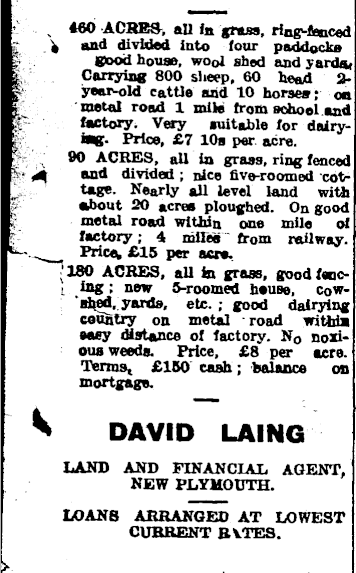 460 ACRES, all in grass, ring-fenced
and divided into four paddocks
good house, wool shed and yards,
Carrying 800 sheep, 60 head 2-
year-old cattle and 10 horses; on
metal road 1 mile from school and
factory. Very suitable for dairy-
ing. Price, £7 10s per acre.
90 ACRES, all in grass, ring fenced
and divided; nice five-roomed cot-
tage. Nearly all level land with
about 20 acres ploughed. On good
metal road within one mile of
factory; 4 miles from railway.
Price, £15 per acre.
180 ACRES, all in grass, good fenc-
ing; new 5-roomed house, cow-
shed, yards, etc.; good dairying
country on metal road within
easy distance of factory. No noxi-
ous weeds. Price, £8 per acre.
Terms, £150 cash; balance on
mortgage.
DAVID LAING
LAND AND FINANCIAL AGENT,
NEW PLYMOUTH.
LOANS ARRANGED AT LOWEST
CURRENT RATES.